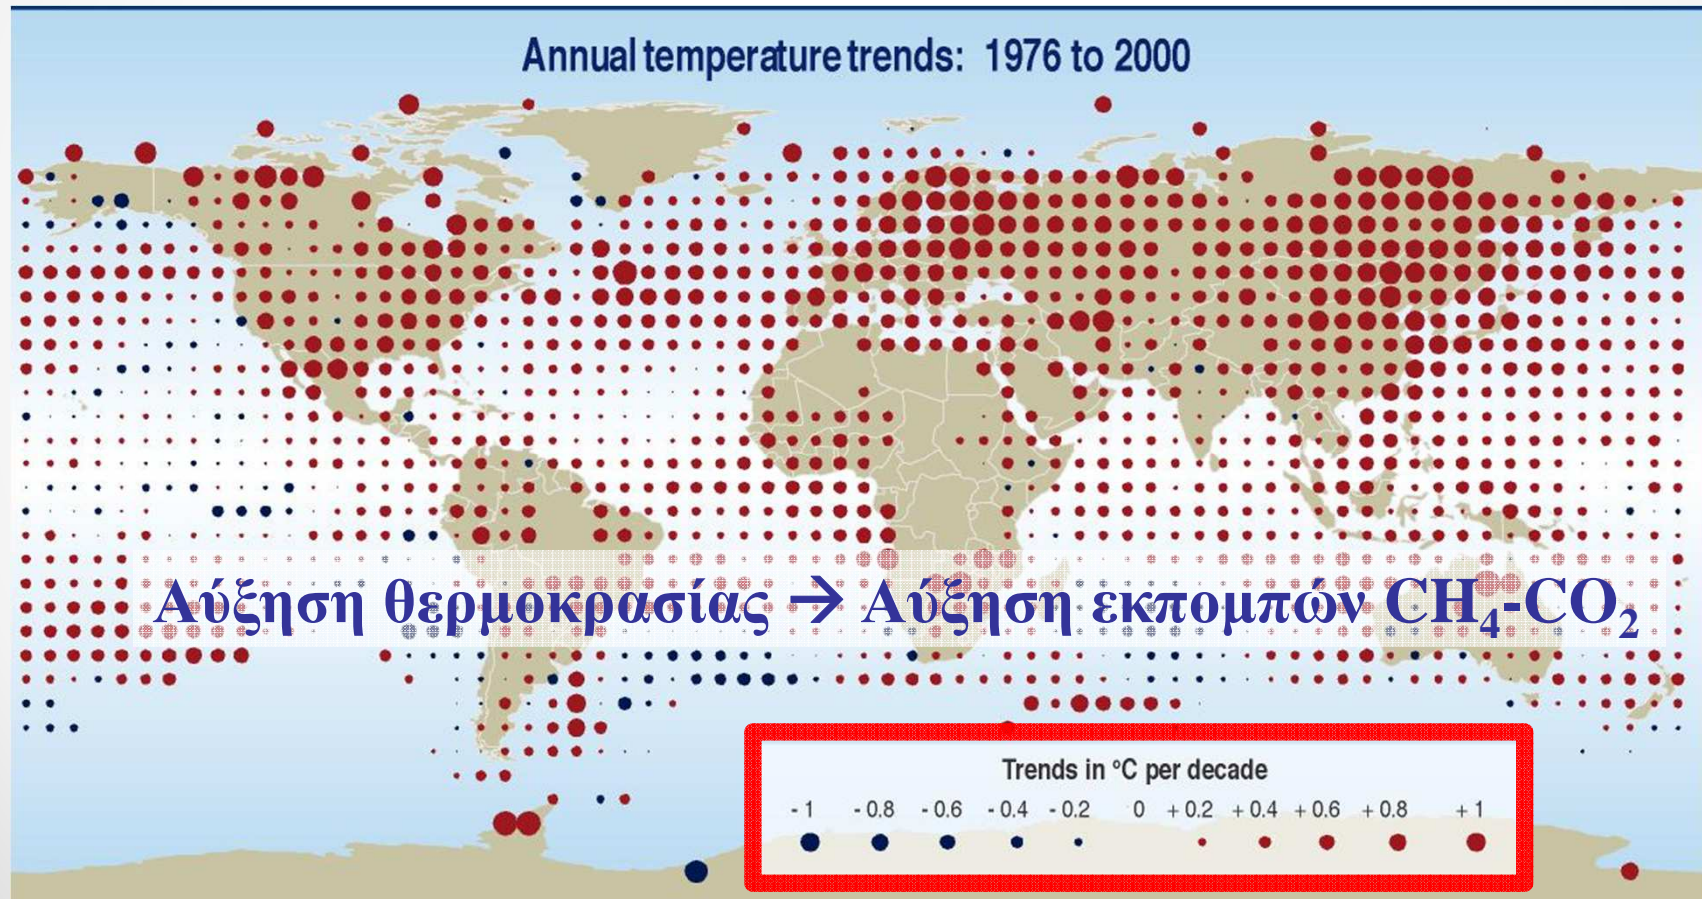 Annual temperature trends: 1976 to 2000
Αύξηση θερμοκρασίας → Αύξηση εκπομπών CH₄-CO₂
Trends in °C per decade
- 1 - 0.8 - 0.6 - 0.4 - 0.2 0 + 0.2 + 0.4 + 0.6 + 0.8 + 1